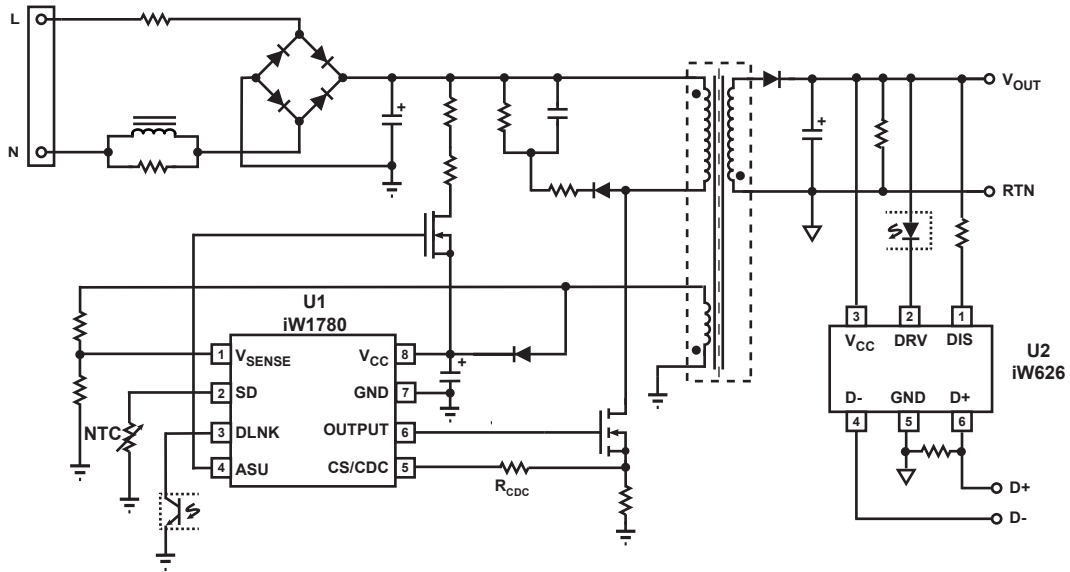 L
N
V_OUT
RTN
U1
iW1780
1 V_SENSE
2 SD
3 DLNK
4 ASU
V_CC 8
GND 7
OUTPUT 6
CS/CDC 5
NTC
R_CDC
+
+
+
3 2 1
V_CC DRV DIS
U2
iW626
D- GND D+
4 5 6
D+
D-